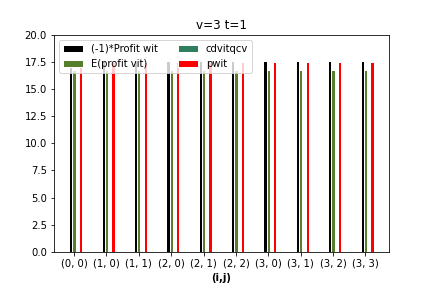 v=3 t=1
20.0
17.5
15.0
12.5
10.0
7.5
5.0
2.5
0.0
(-1)*Profit wit
E(profit vit)
cdvitqcv
pwit
(0, 0) (1, 0) (1, 1) (2, 0) (2, 1) (2, 2) (3, 0) (3, 1) (3, 2) (3, 3)
(i,j)